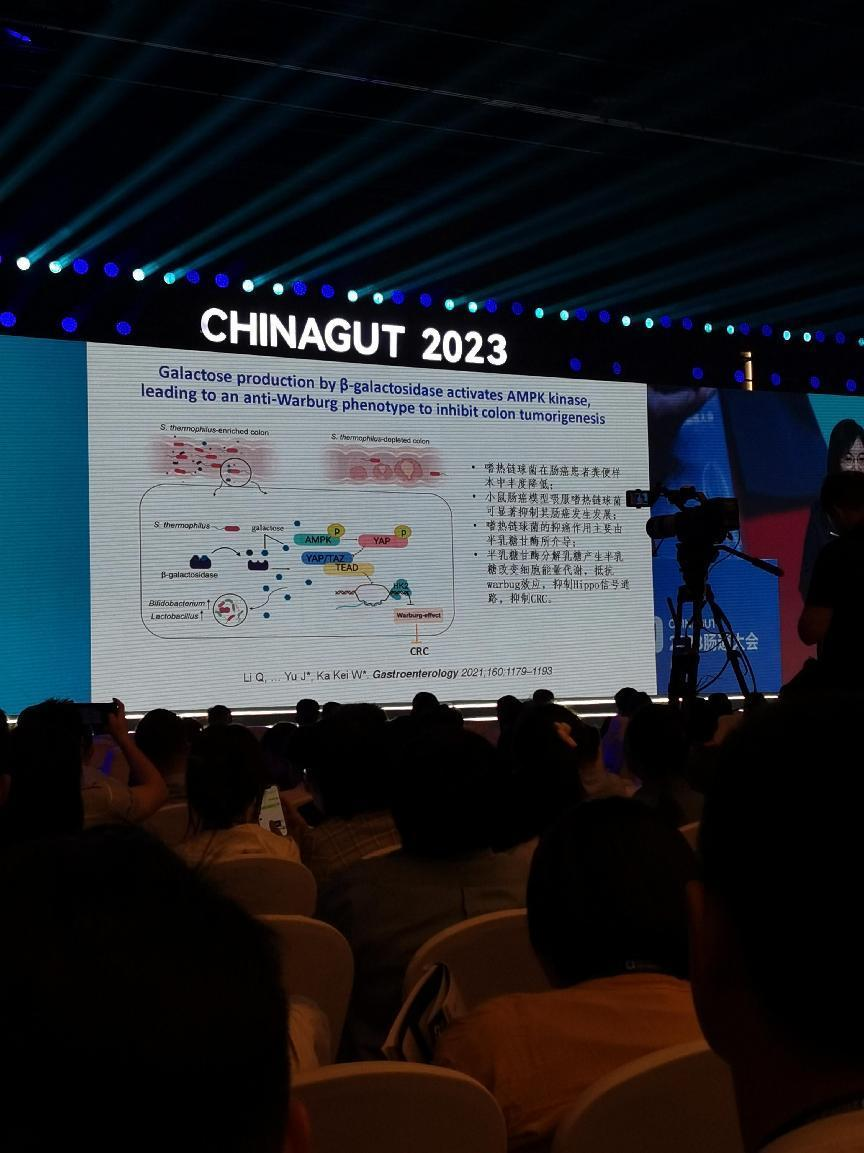 CHINAGUT 2023
Galactose production by β-galactosidase activates AMPK kinase,
leading to an anti-Warburg phenotype to inhibit colon tumorigenesis
S. thermophilus-enriched colon
S. thermophilus-depleted colon
S. thermophilus
galactose
β-galactosidase
Bifidobacterium↑
Lactobacillus↑
AMPK
P
YAP
P
YAP/TAZ
TEAD
HK2
Warburg-effect
CRC
• 嗜热链球菌在肠癌患者粪便样
本中丰度降低;
• 小鼠肠癌模型喂服嗜热链球菌
可显著抑制其肠癌发生发展;
• 嗜热链球菌的抑癌作用主要由
半乳糖苷酶所介导;
• 半乳糖苷酶分解乳糖产生半乳
糖改变细胞能量代谢,抵抗
warbug效应,抑制Hippo信号通
路,抑制CRC。
Li Q, ... Yu J*, Ka Kei W*. Gastroenterology 2021;160:1179–1193
肠道大会